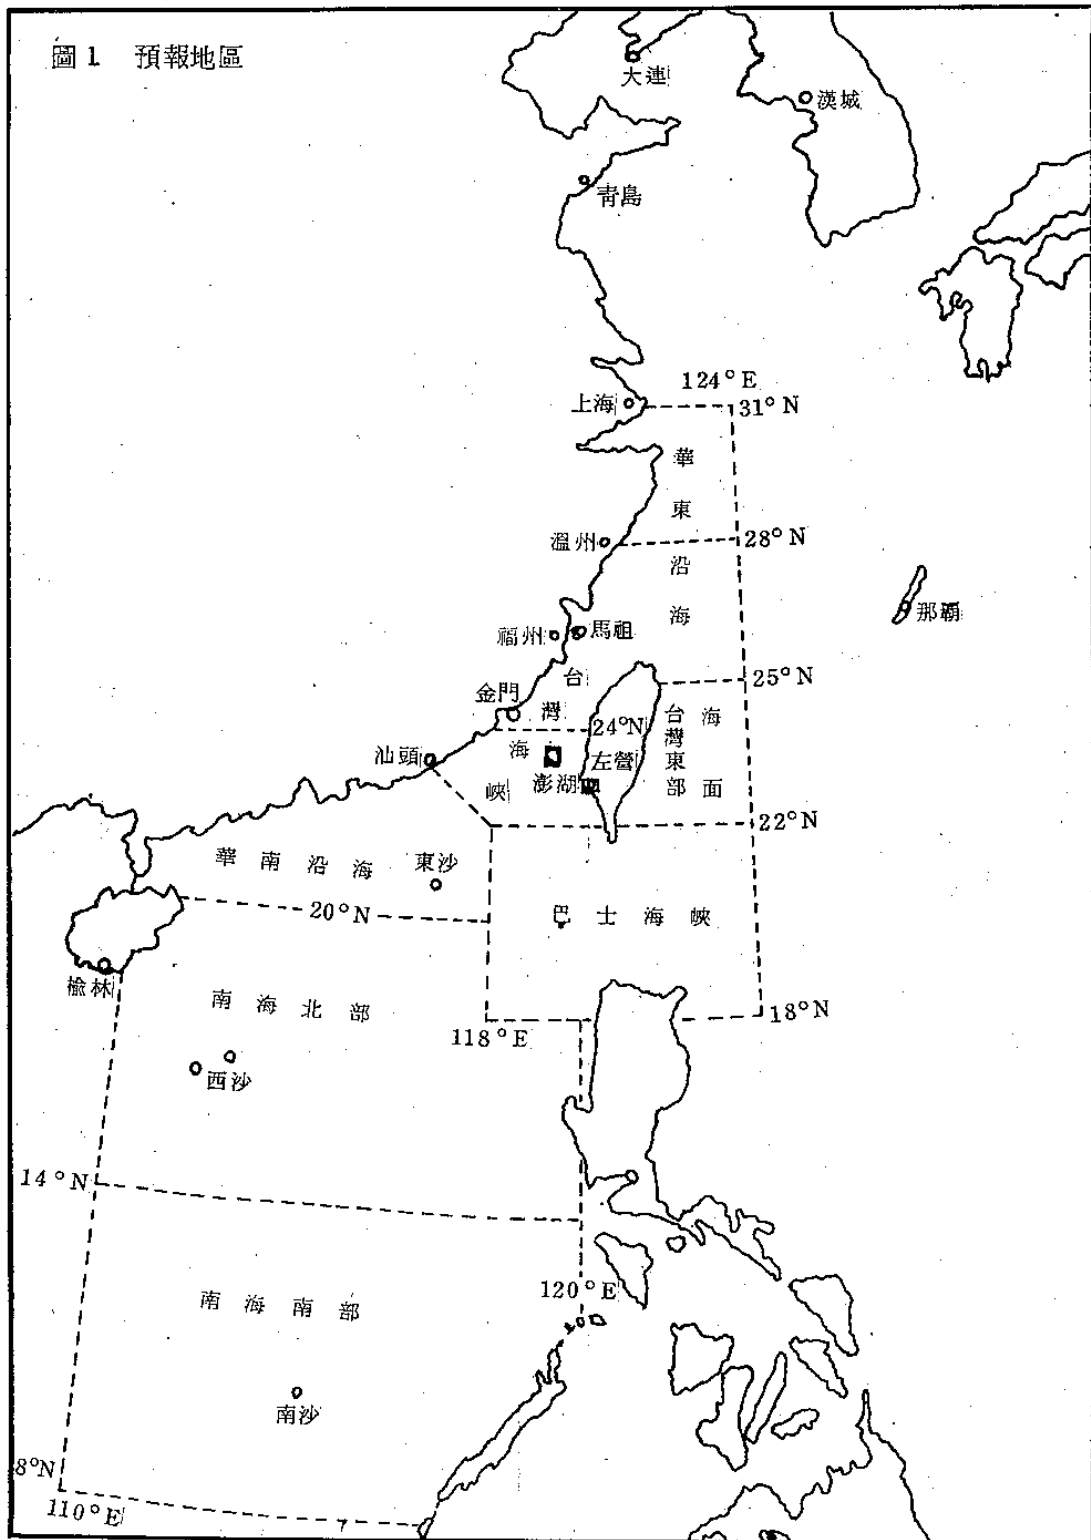 圖1 預報地區
大連
漢城
青島
124°E
上海
31°N
華東沿海
溫州
28°N
那霸
福州
馬祖
25°N
金門
台灣海峽
24°N
台灣東部海面
汕頭
左營
澎湖
22°N
華南沿海
東沙
20°N
巴士海峽
榆林
南海北部
18°N
118°E
西沙
14°N
120°E
南海南部
南沙
8°N
110°E